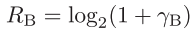 R_B = log_2(1 + γ_B)